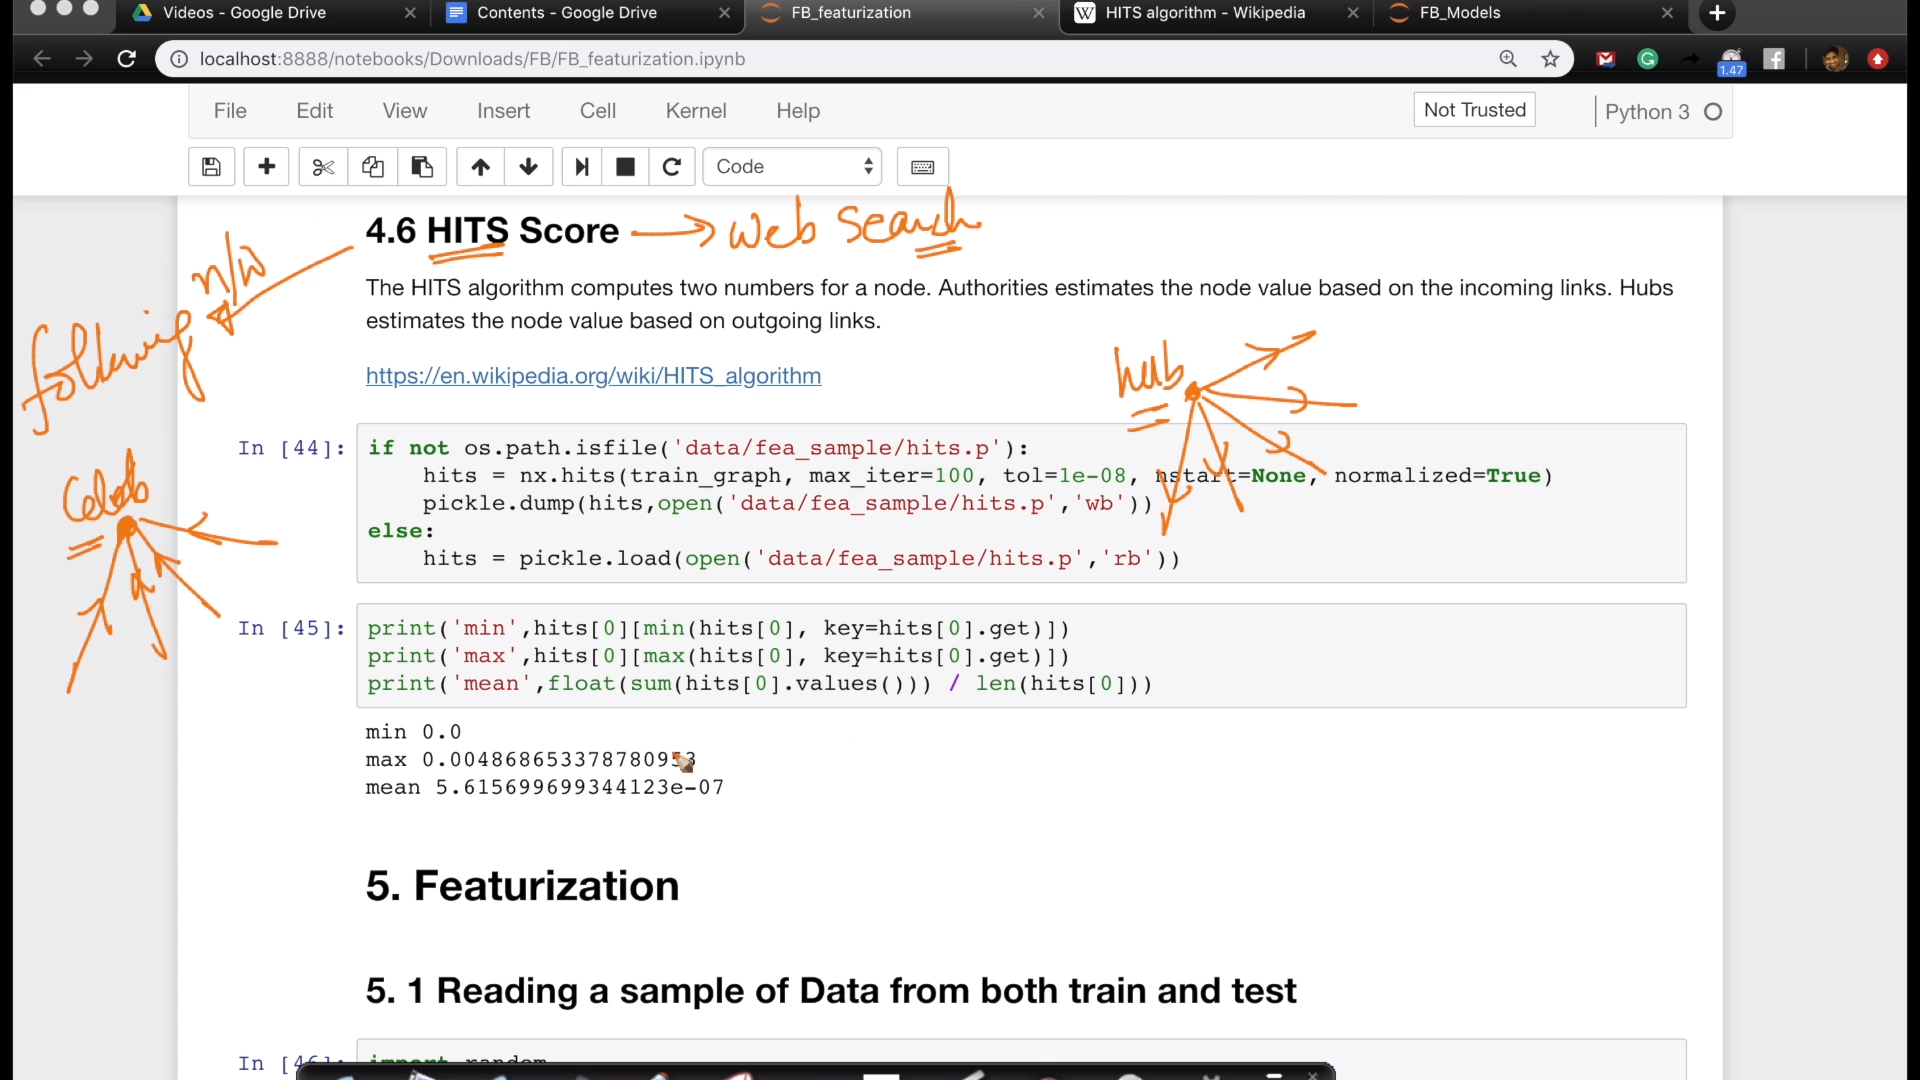 Videos - Google Drive
Contents - Google Drive
FB_featurization
HITS algorithm - Wikipedia
FB_Models
localhost:8888/notebooks/Downloads/FB/FB_featurization.ipynb
1.47
File Edit View Insert Cell Kernel Help
Not Trusted
Python 3
Code
4.6 HITS Score
web search
n/w
following
The HITS algorithm computes two numbers for a node. Authorities estimates the node value based on the incoming links. Hubs
estimates the node value based on outgoing links.
https://en.wikipedia.org/wiki/HITS_algorithm
hub
celeb
In [44]:
if not os.path.isfile('data/fea_sample/hits.p'):
hits = nx.hits(train_graph, max_iter=100, tol=1e-08, nstart=None, normalized=True)
pickle.dump(hits,open('data/fea_sample/hits.p','wb'))
else:
hits = pickle.load(open('data/fea_sample/hits.p','rb'))
In [45]:
print('min',hits[0][min(hits[0], key=hits[0].get)])
print('max',hits[0][max(hits[0], key=hits[0].get)])
print('mean',float(sum(hits[0].values())) / len(hits[0]))
min 0.0
max 0.004868653378780953
mean 5.615699699344123e-07
5. Featurization
5. 1 Reading a sample of Data from both train and test
In [46]:
import random